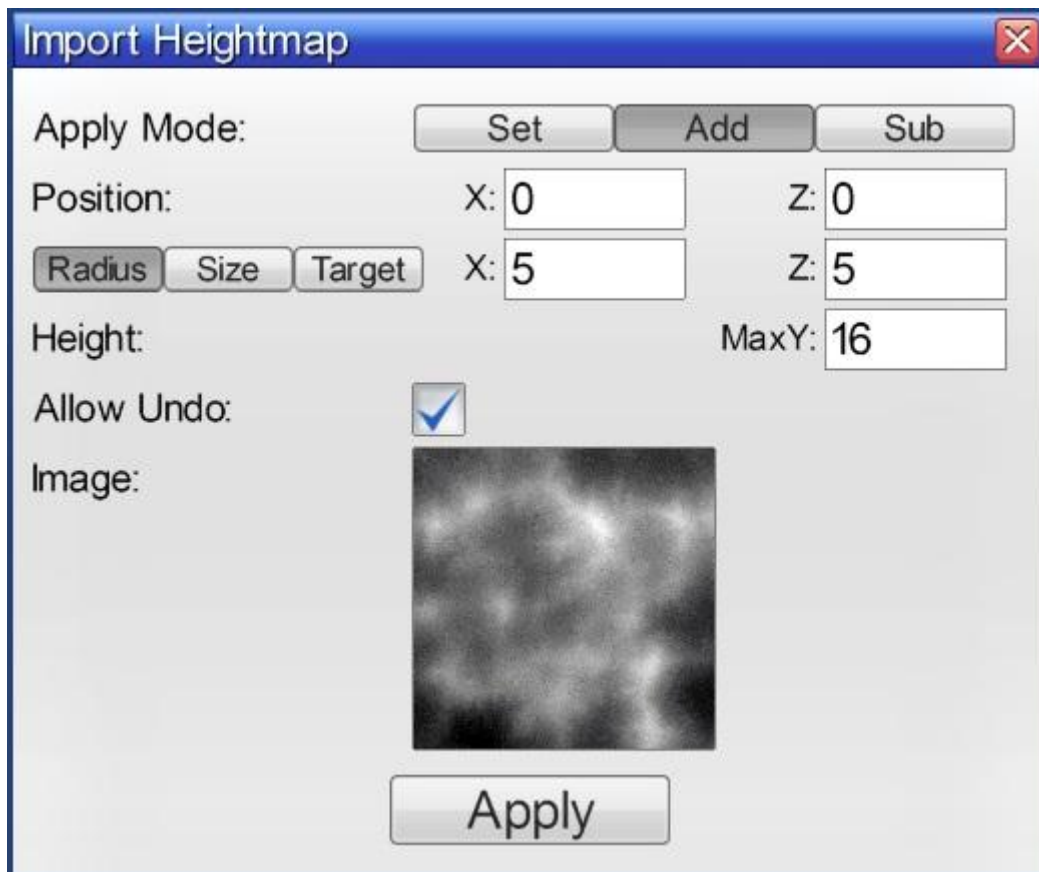 Import Heightmap
Apply Mode: Set Add Sub
Position: X: 0 Z: 0
Radius Size Target X: 5 Z: 5
Height: MaxY: 16
Allow Undo:
Image:
Apply